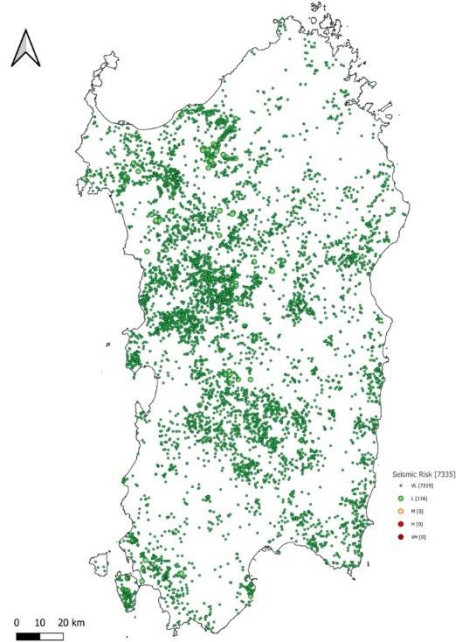 Seismic Risk [7335]
VL [7219]
L [116]
M [0]
H [0]
VH [0]
0 10 20 km